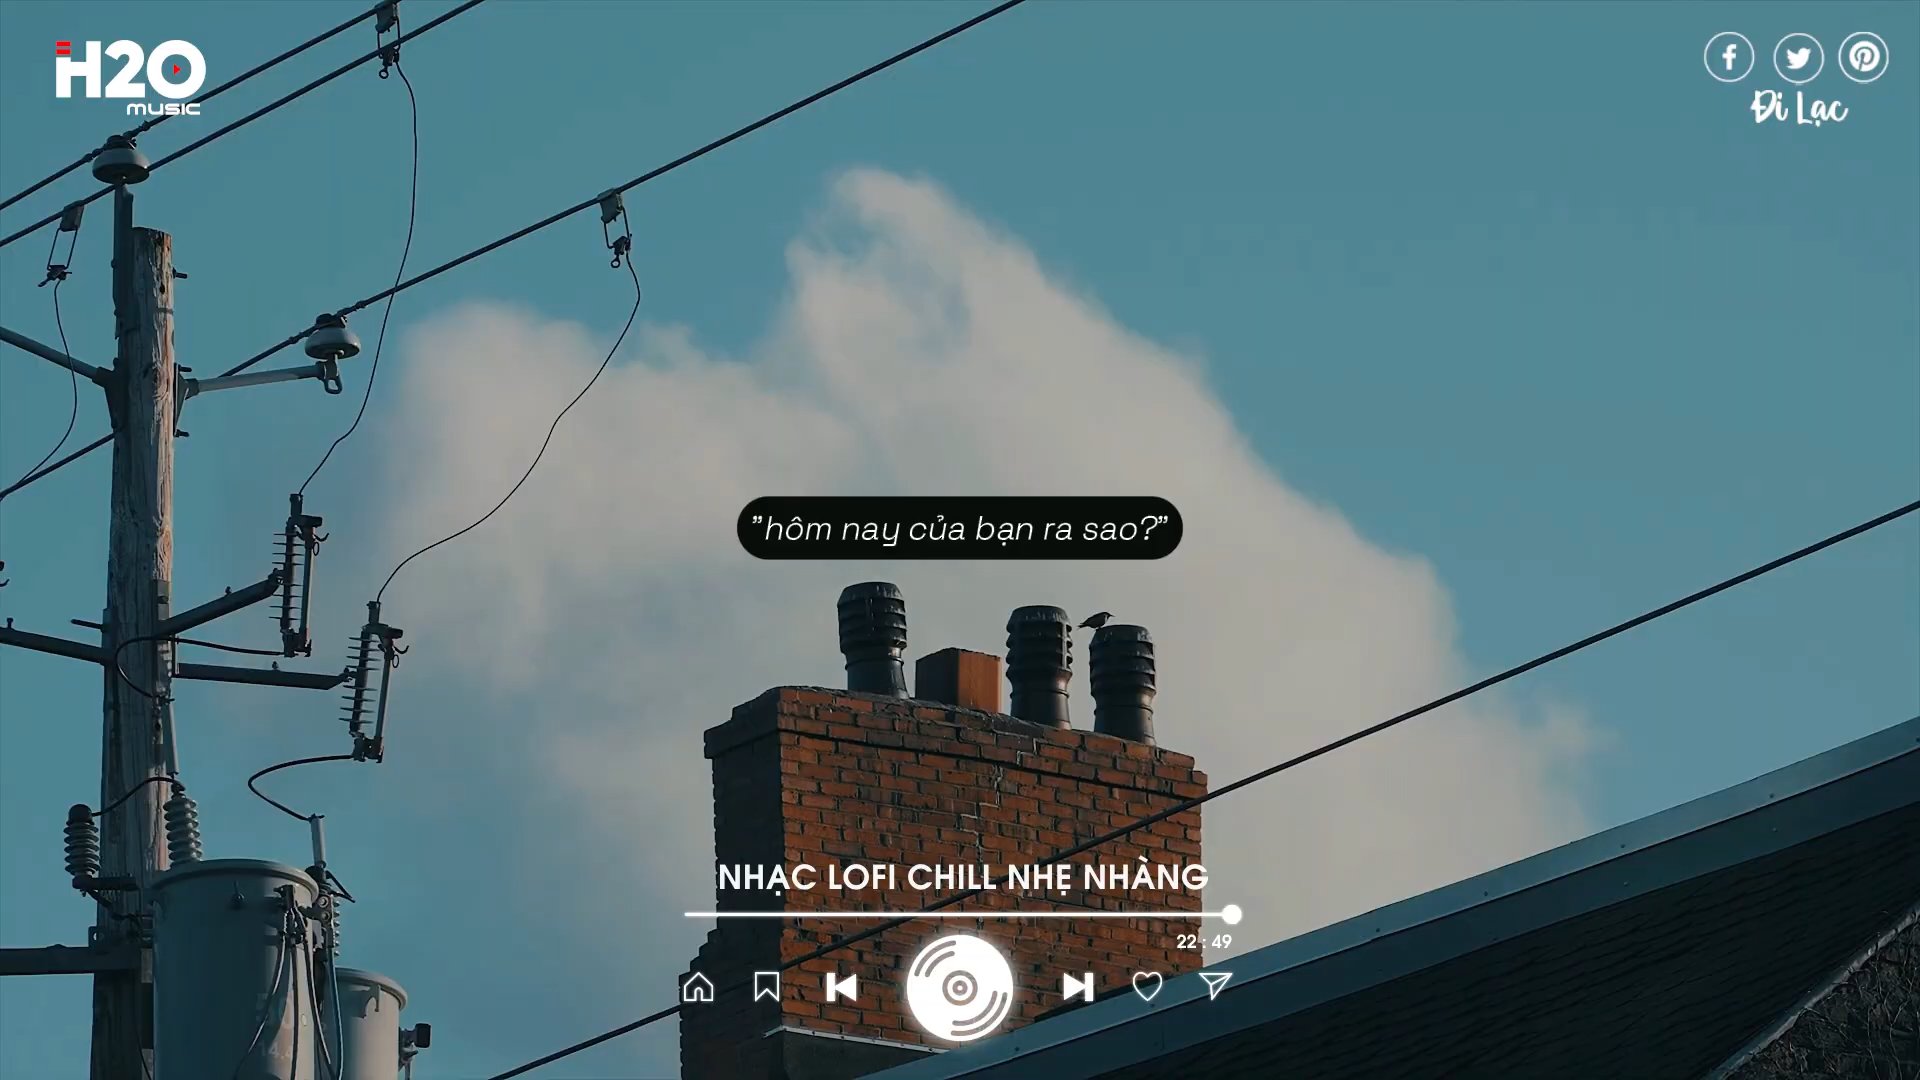 H2O
MUSIC
Đi Lạc
"hôm nay của bạn ra sao?"
NHẠC LOFI CHILL NHẸ NHÀNG
22 : 49